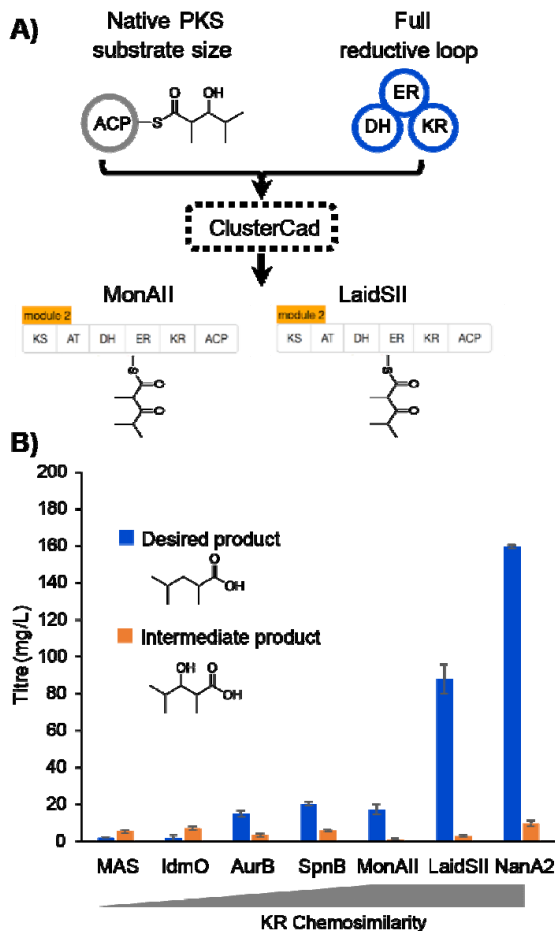 A)
Native PKS
substrate size
Full
reductive loop
ACP
S
O
OH
ER
DH
KR
ClusterCad
MonAII
LaidSII
module 2
KS AT DH ER KR ACP
S
O
O
module 2
KS AT DH ER KR ACP
S
O
O
B)
Titre (mg/L)
200
180
160
140
120
100
80
60
40
20
0
Desired product
O
OH
Intermediate product
OH O
OH
MAS IdmO AurB SpnB MonAII LaidSII NanA2
KR Chemosimilarity